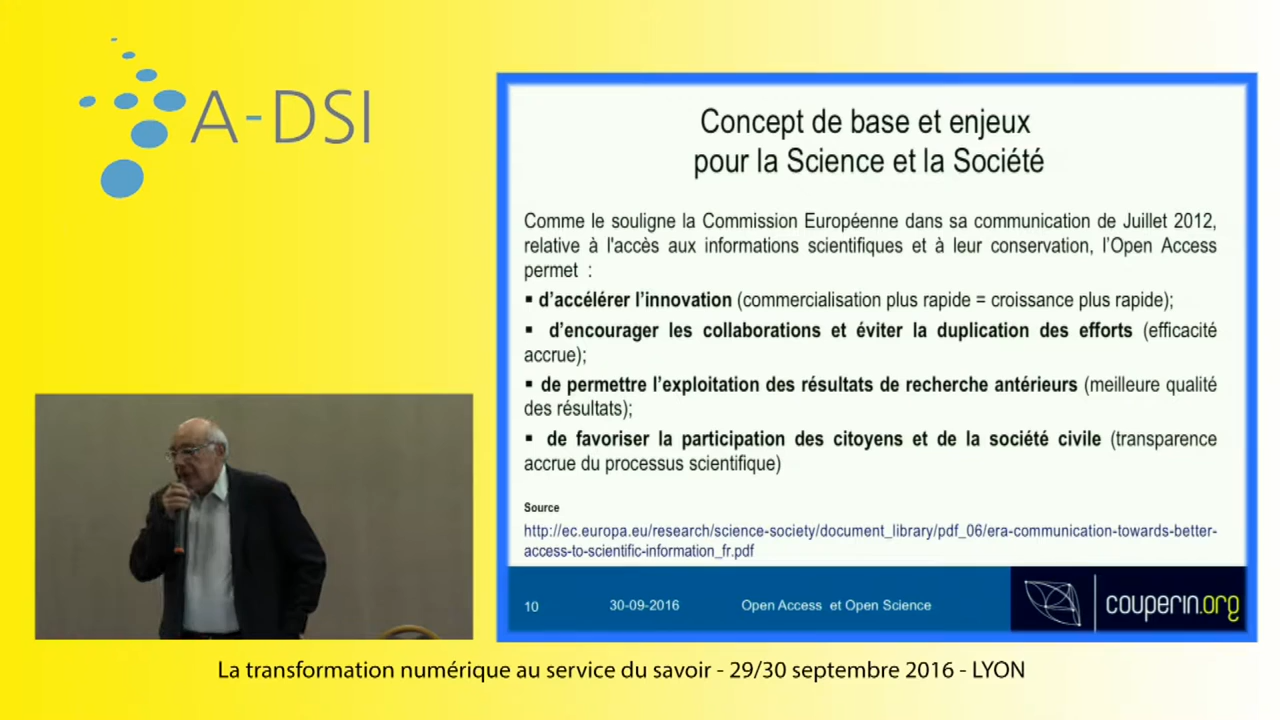 A-DSI
Concept de base et enjeux
pour la Science et la Société
Comme le souligne la Commission Européenne dans sa communication de Juillet 2012,
relative à l'accès aux informations scientifiques et à leur conservation, l’Open Access
permet :
▪ d’accélérer l’innovation (commercialisation plus rapide = croissance plus rapide);
▪ d’encourager les collaborations et éviter la duplication des efforts (efficacité
accrue);
▪ de permettre l’exploitation des résultats de recherche antérieurs (meilleure qualité
des résultats);
▪ de favoriser la participation des citoyens et de la société civile (transparence
accrue du processus scientifique)
Source
http://ec.europa.eu/research/science-society/document_library/pdf_06/era-communication-towards-better-
access-to-scientific-information_fr.pdf
10 30-09-2016 Open Access et Open Science couperin.org
La transformation numérique au service du savoir - 29/30 septembre 2016 - LYON